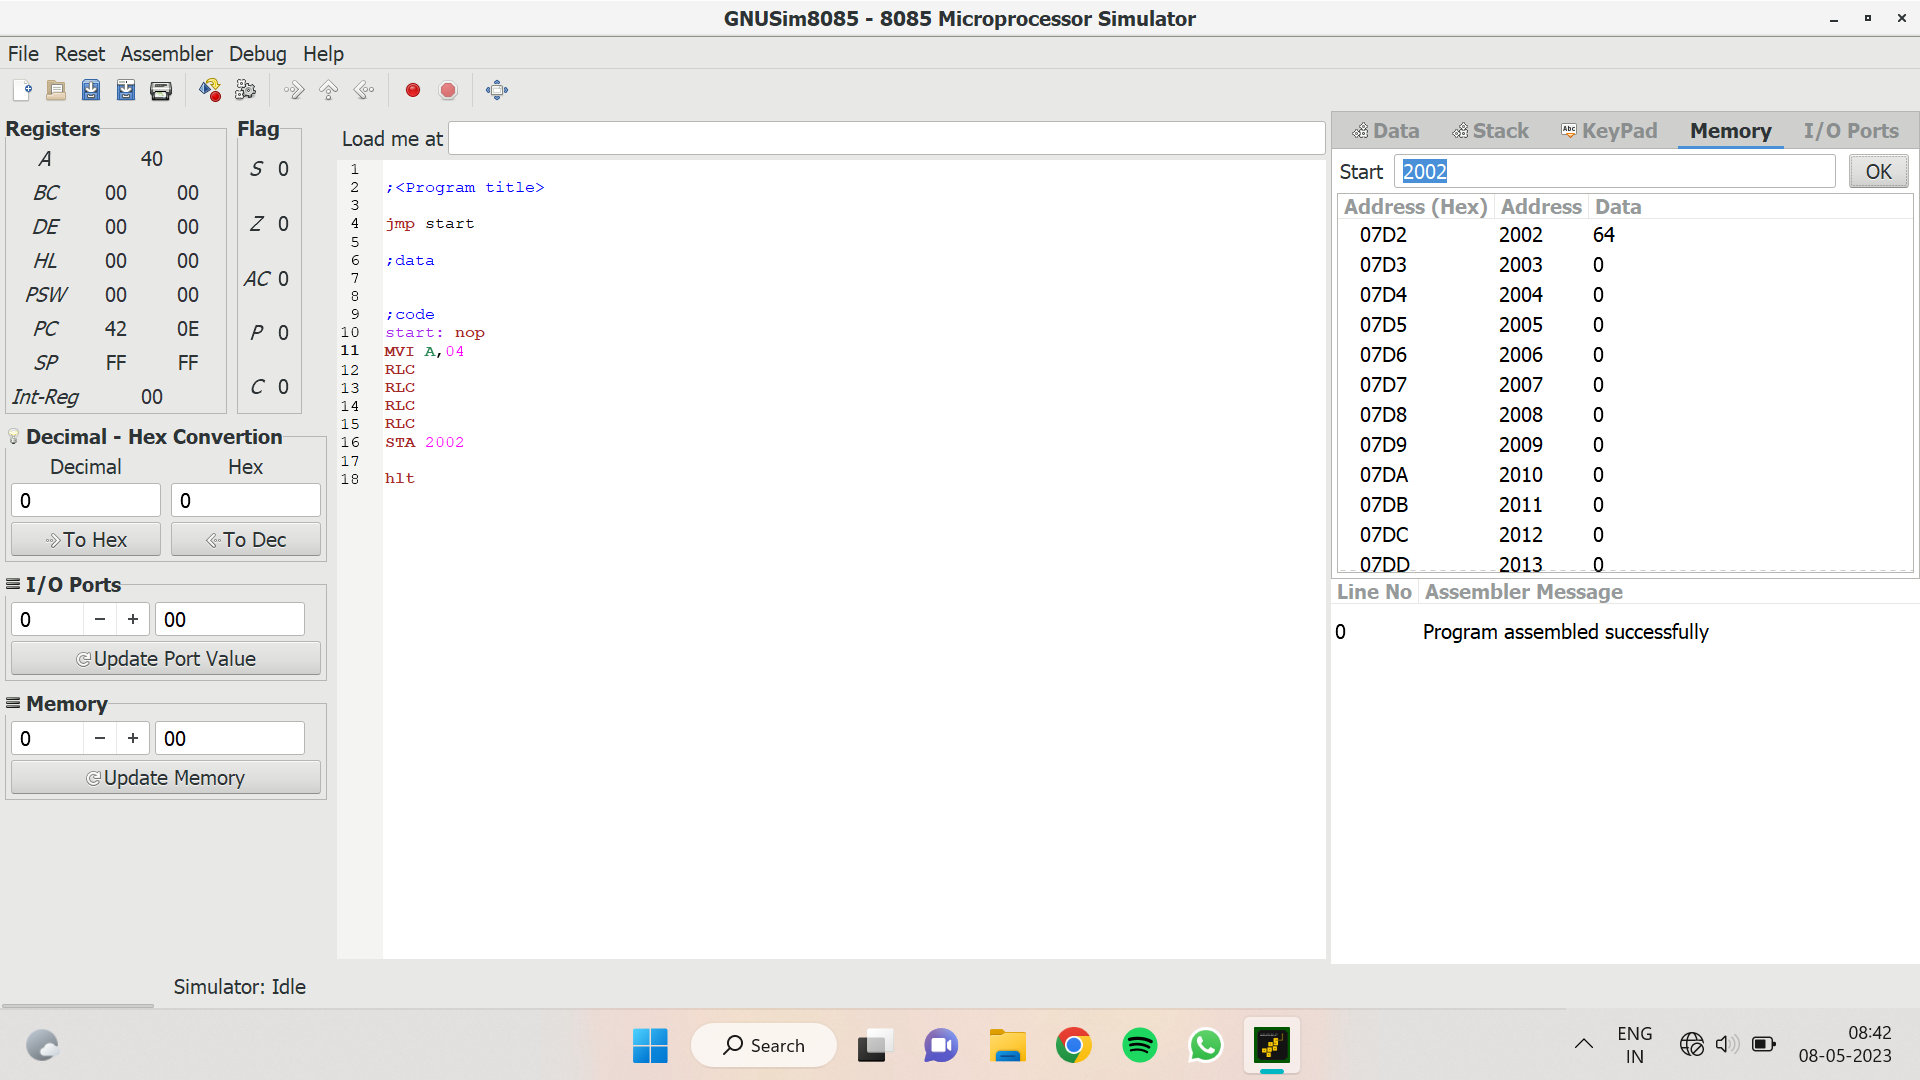 GNUSim8085 - 8085 Microprocessor Simulator
File Reset Assembler Debug Help
Registers
A 40
BC 00 00
DE 00 00
HL 00 00
PSW 00 00
PC 42 0E
SP FF FF
Int-Reg 00
Flag
S 0
Z 0
AC 0
P 0
C 0
Decimal - Hex Convertion
Decimal Hex
0 0
To Hex To Dec
I/O Ports
0 − + 00
Update Port Value
Memory
0 − + 00
Update Memory
Load me at
1
2 ;<Program title>
3
4 jmp start
5
6 ;data
7
8
9 ;code
10 start: nop
11 MVI A,04
12 RLC
13 RLC
14 RLC
15 RLC
16 STA 2002
17
18 hlt
Data Stack Abc KeyPad Memory I/O Ports
Start 2002 OK
Address (Hex) Address Data
07D2 2002 64
07D3 2003 0
07D4 2004 0
07D5 2005 0
07D6 2006 0
07D7 2007 0
07D8 2008 0
07D9 2009 0
07DA 2010 0
07DB 2011 0
07DC 2012 0
07DD 2013 0
Line No Assembler Message
0 Program assembled successfully
Simulator: Idle
Search
ENG
IN
08:42
08-05-2023